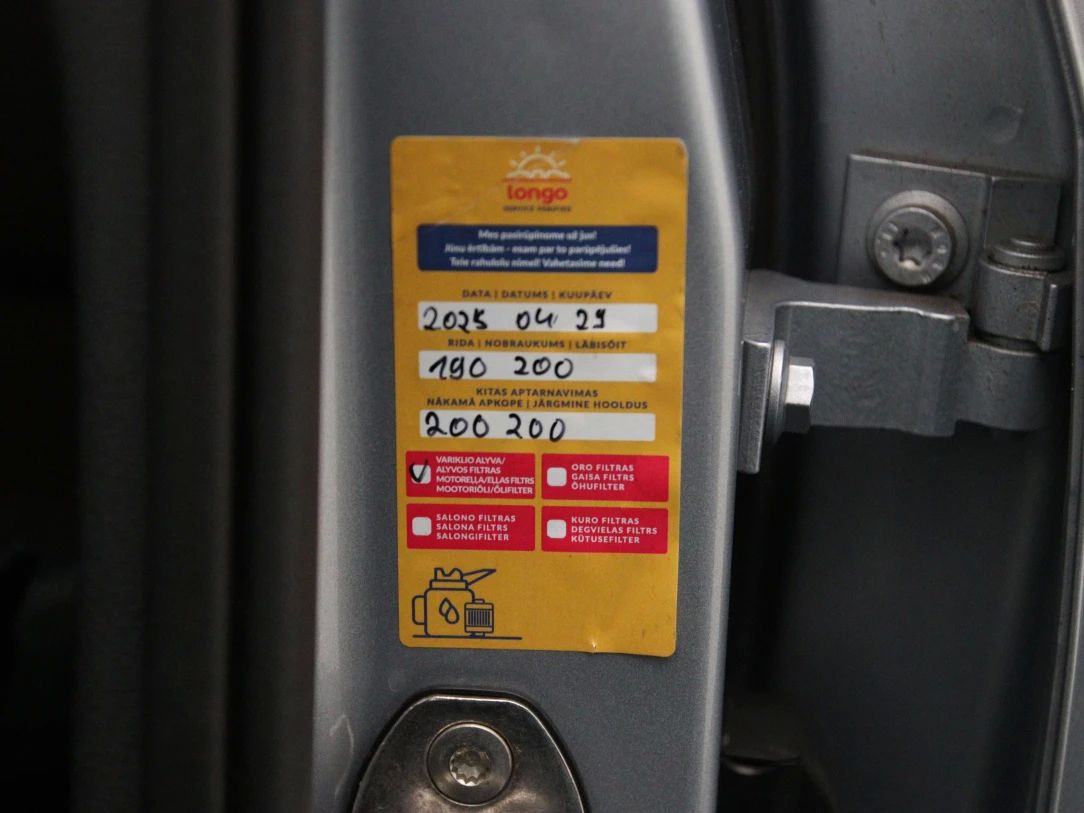 longo
Mes pasirūpinome už jus!
Jūsu ērtībām - esam par to parūpējušies!
Teie rahulolu nimel! Vahetasime need!
DATA | DATUMS | KUUPÄEV
2025 04 29
RIDA | NOBRAUKUMS | LÄBISÕIT
190 200
KITAS APTARNAVIMAS
NĀKAMĀ APKOPE | JÄRGMINE HOOLDUS
200 200
VARIKLIO ALYVA/
ALYVOS FILTRAS
MOTOREĻĻA/EĻĻAS FILTRS
MOOTORIÕLI/ÕLIFILTER
ORO FILTRAS
GAISA FILTRS
ÕHUFILTER
SALONO FILTRAS
SALONA FILTRS
SALONGIFILTER
KURO FILTRAS
DEGVIELAS FILTRS
KÜTUSEFILTER